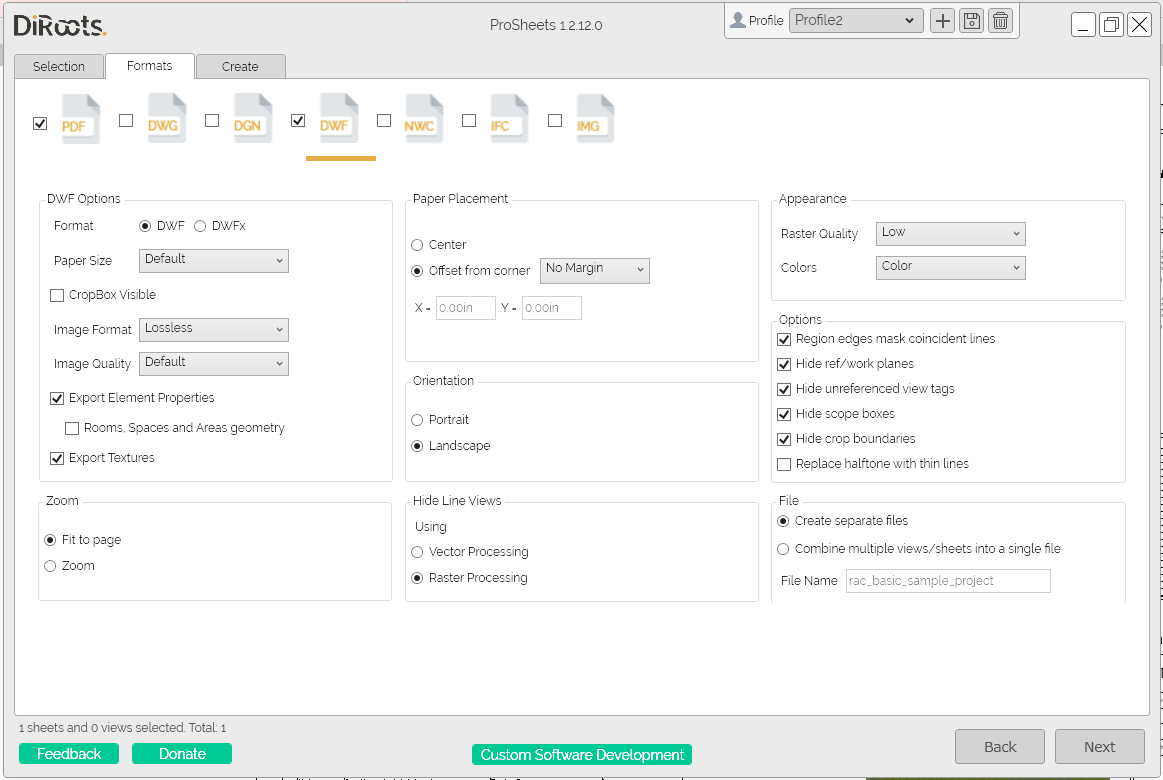 DiRoots.
ProSheets 1.2.12.0
Profile
Profile2
Selection
Formats
Create
PDF
DWG
DGN
DWF
NWC
IFC
IMG
DWF Options
Format
DWF
DWFx
Paper Size
Default
CropBox Visible
Image Format
Lossless
Image Quality
Default
Export Element Properties
Rooms, Spaces and Areas geometry
Export Textures
Paper Placement
Center
Offset from corner
No Margin
X =
0.00in
Y =
0.00in
Orientation
Portrait
Landscape
Appearance
Raster Quality
Low
Colors
Color
Options
Region edges mask coincident lines
Hide ref/work planes
Hide unreferenced view tags
Hide scope boxes
Hide crop boundaries
Replace halftone with thin lines
Zoom
Fit to page
Zoom
Hide Line Views
Using
Vector Processing
Raster Processing
File
Create separate files
Combine multiple views/sheets into a single file
File Name
rac_basic_sample_project
1 sheets and 0 views selected. Total: 1
Feedback
Donate
Custom Software Development
Back
Next